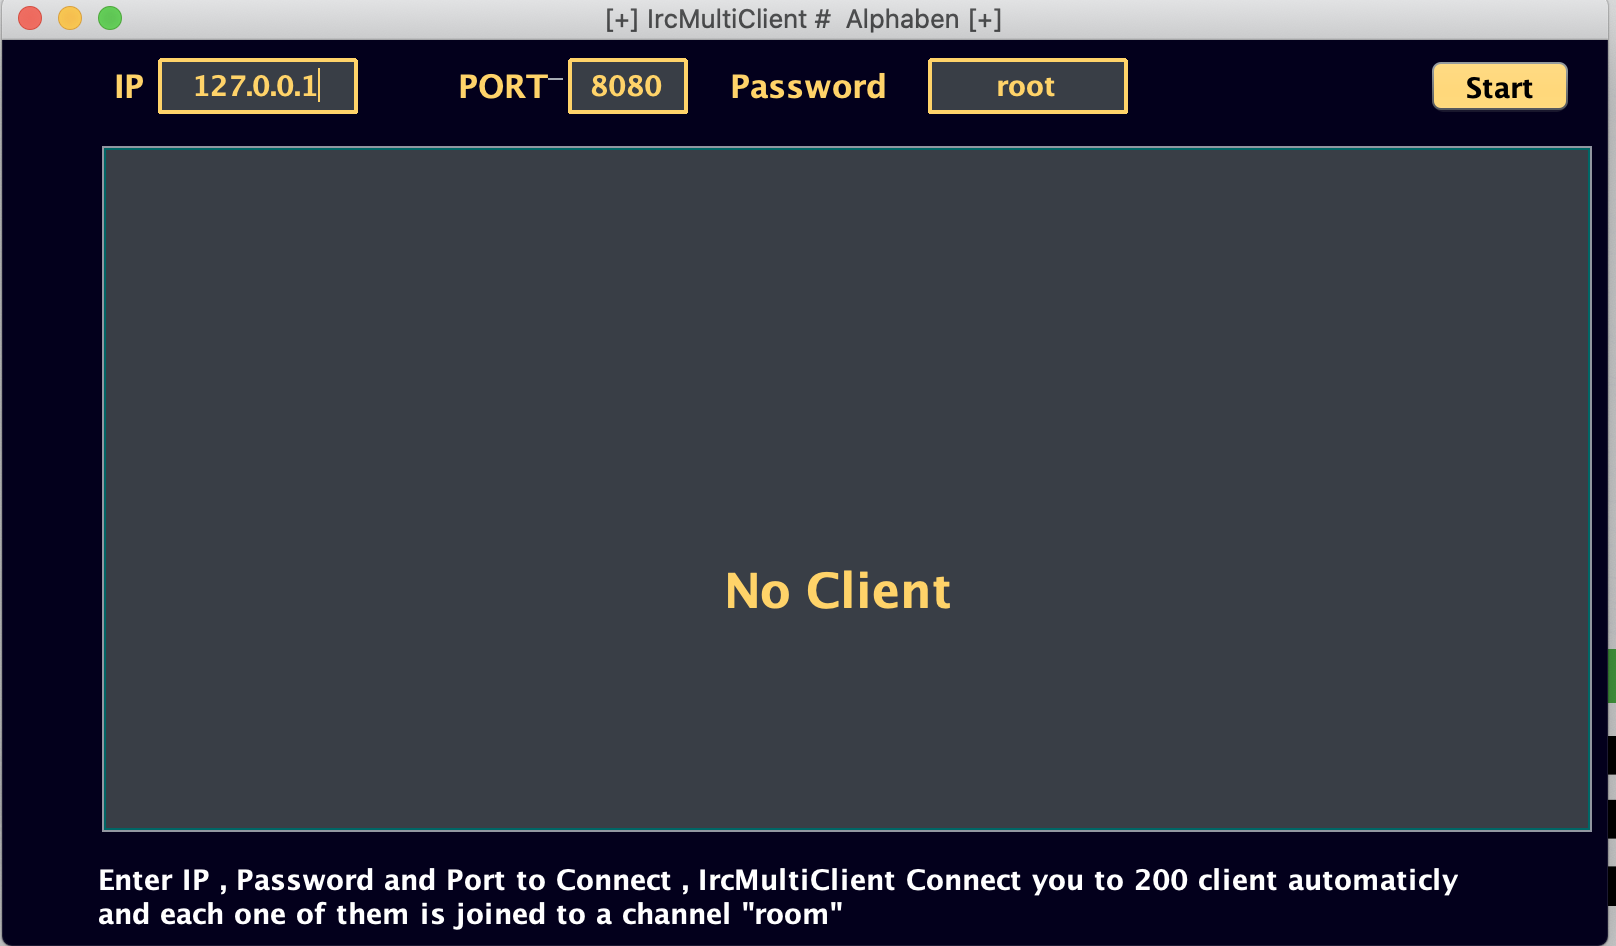 [+] IrcMultiClient # Alphaben [+]
IP 127.0.0.1 PORT 8080 Password root Start
No Client
Enter IP , Password and Port to Connect , IrcMultiClient Connect you to 200 client automaticly
and each one of them is joined to a channel "room"